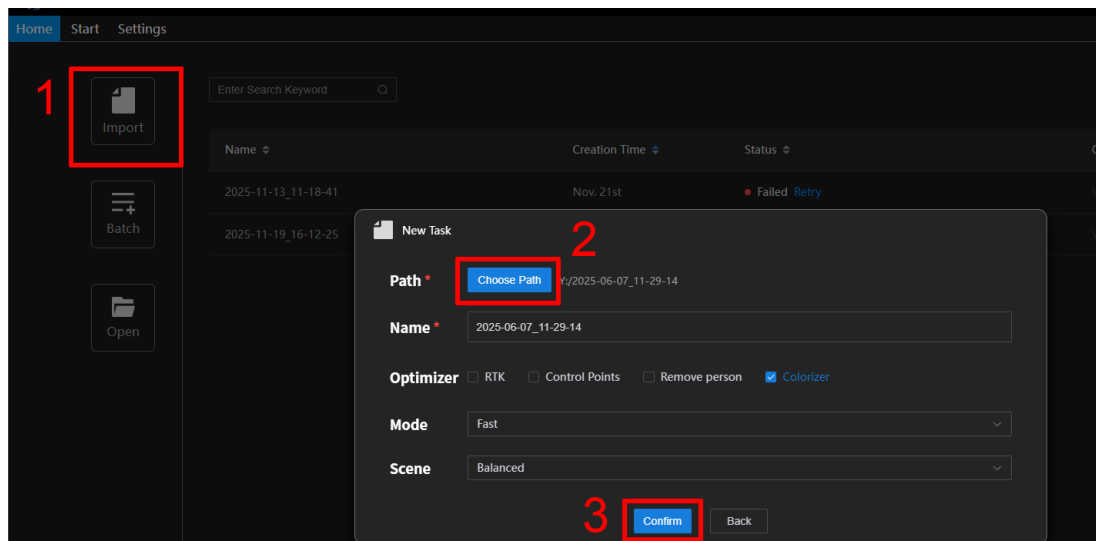 Home Start Settings
1
Import
Enter Search Keyword
Name Creation Time Status
2025-11-13_11-18-41 Nov. 21st Failed Retry
Batch
2025-11-19_16-12-25
Open
New Task
2
Path * Choose Path Y:/2025-06-07_11-29-14
Name * 2025-06-07_11-29-14
Optimizer RTK Control Points Remove person Colorizer
Mode Fast
Scene Balanced
3
Confirm Back